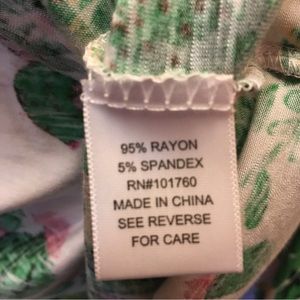 95% RAYON
5% SPANDEX
RN#101760
MADE IN CHINA
SEE REVERSE
FOR CARE